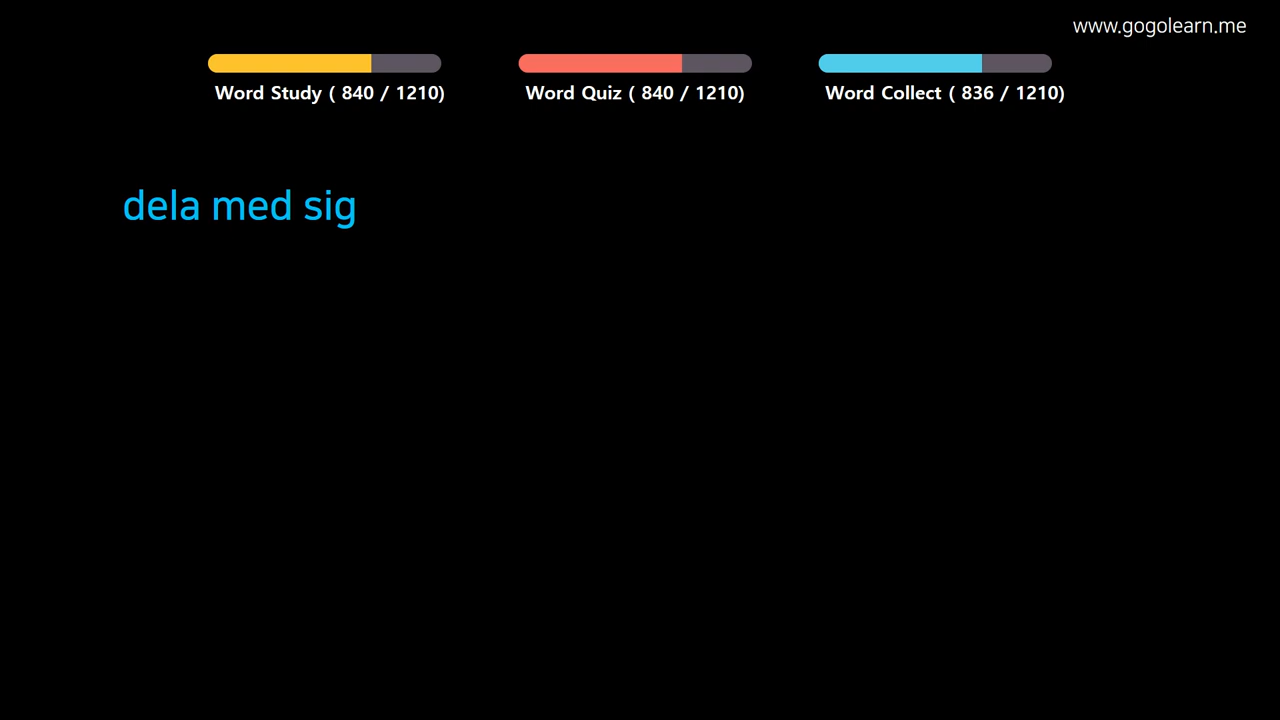 www.gogolearn.me
Word Study ( 840 / 1210)
Word Quiz ( 840 / 1210)
Word Collect ( 836 / 1210)
dela med sig